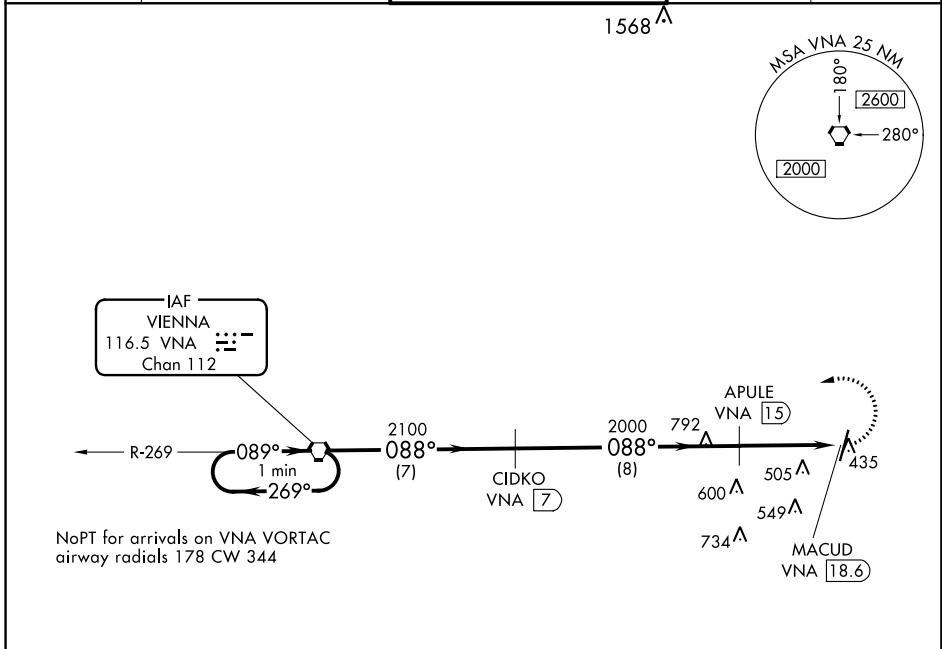 1568
MSA VNA 25 NM
180°
2600
280°
2000
IAF
VIENNA
116.5 VNA
Chan 112
R-269
089°
1 min
269°
2100
088°
(7)
CIDKO
VNA 7
2000
088°
(8)
792
APULE
VNA 15
600
505
549
734
435
MACUD
VNA 18.6
NoPT for arrivals on VNA VORTAC
airway radials 178 CW 344